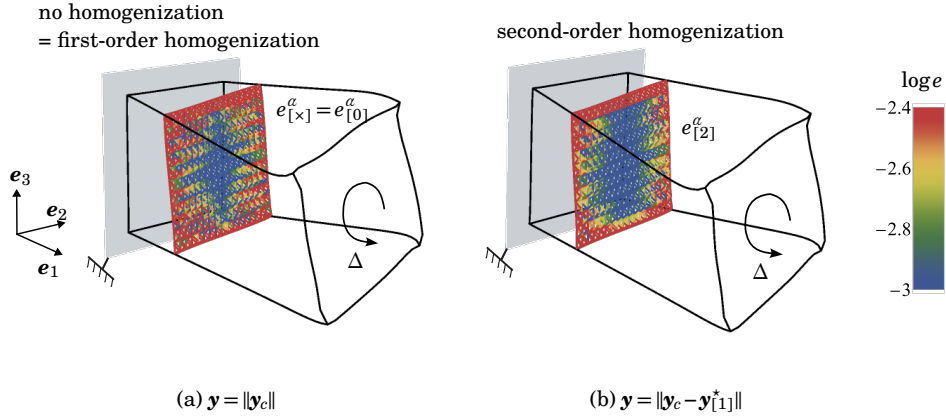 no homogenization
= first-order homogenization
second-order homogenization
e^α_[×] = e^α_[0]
e^α_[2]
log e
−2.4
−2.6
−2.8
−3
e_3
e_2
e_1
Δ
Δ
(a) y = ‖y_c‖
(b) y = ‖y_c − y^⋆_[1]‖